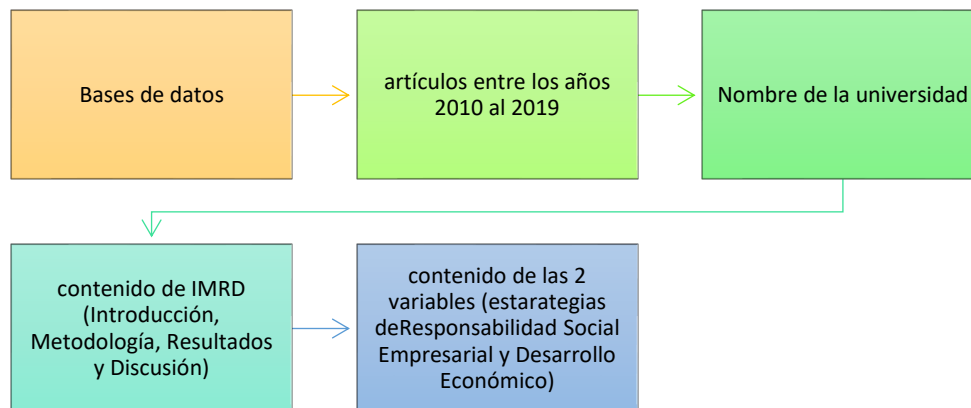 Bases de datos
artículos entre los años
2010 al 2019
Nombre de la universidad
contenido de IMRD
(Introducción,
Metodología, Resultados
y Discusión)
contenido de las 2
variables (estarategias
deResponsabilidad Social
Empresarial y Desarrollo
Económico)